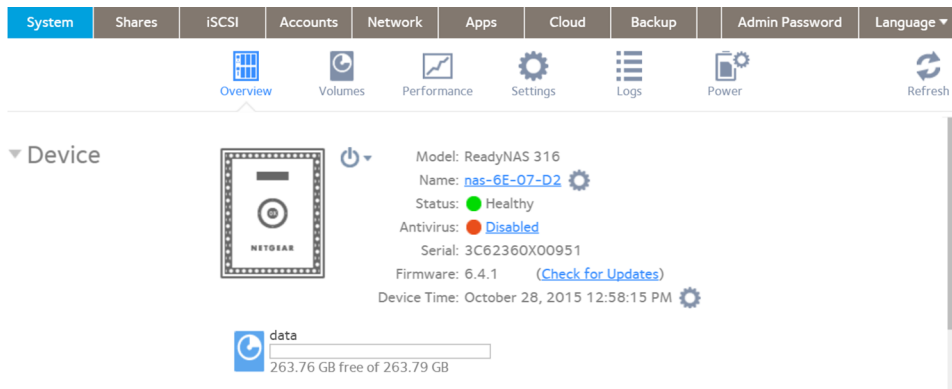 System Shares iSCSI Accounts Network Apps Cloud Backup Admin Password Language
Overview Volumes Performance Settings Logs Power Refresh
Device
NETGEAR
Model: ReadyNAS 316
Name: nas-6E-07-D2
Status: Healthy
Antivirus: Disabled
Serial: 3C62360X00951
Firmware: 6.4.1 (Check for Updates)
Device Time: October 28, 2015 12:58:15 PM
data
263.76 GB free of 263.79 GB